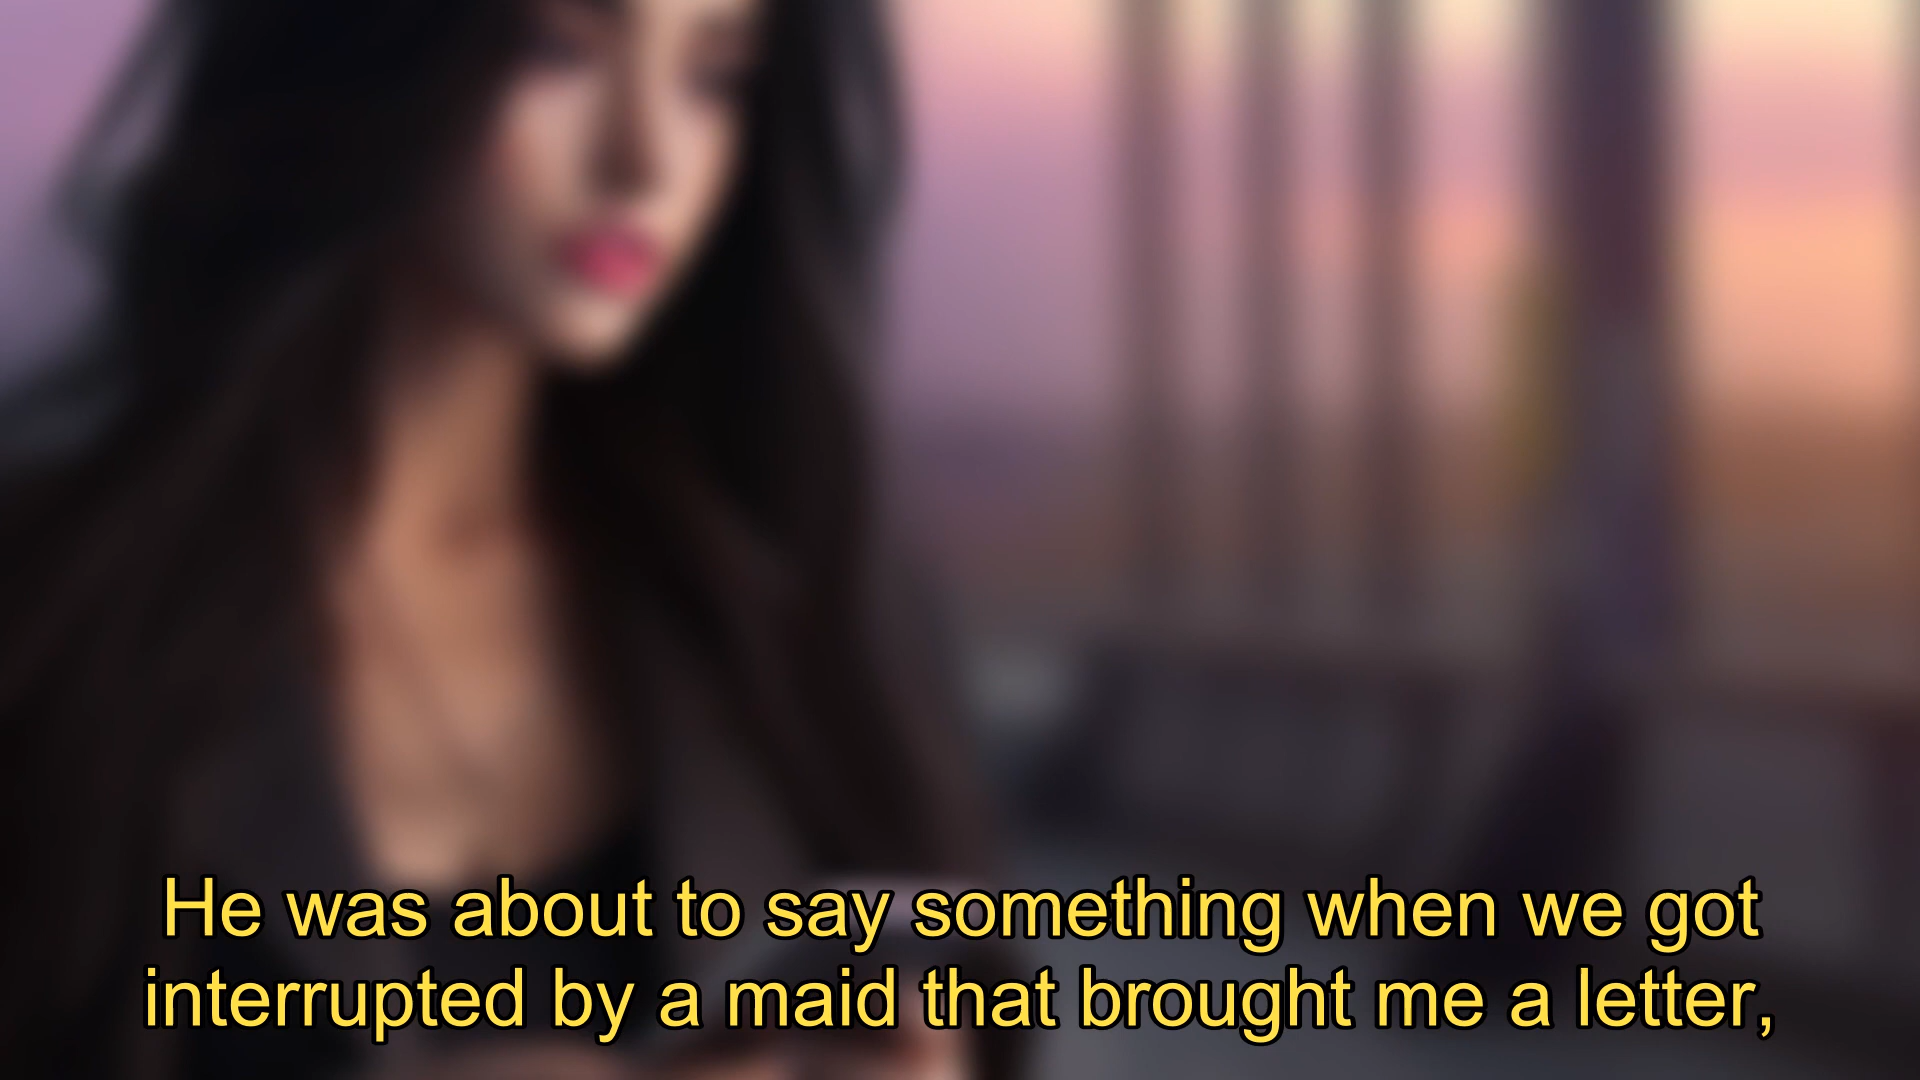 He was about to say something when we got
interrupted by a maid that brought me a letter,